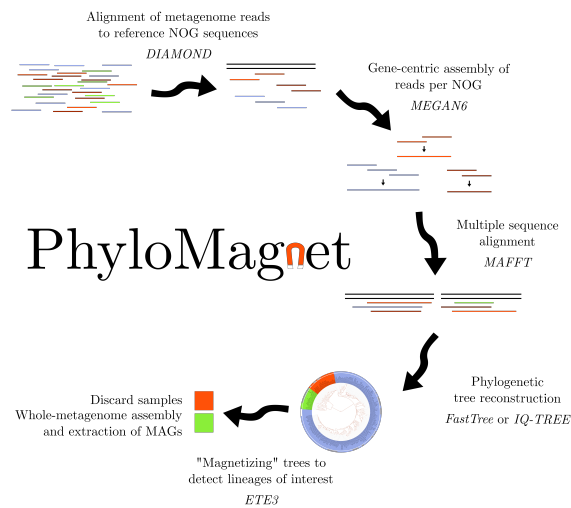 Alignment of metagenome reads
to reference NOG sequences
DIAMOND
Gene-centric assembly of
reads per NOG
MEGAN6
Multiple sequence
alignment
MAFFT
PhyloMagnet
Phylogenetic
tree reconstruction
FastTree or IQ-TREE
Discard samples
Whole-metagenome assembly
and extraction of MAGs
"Magnetizing" trees to
detect lineages of interest
ETE3